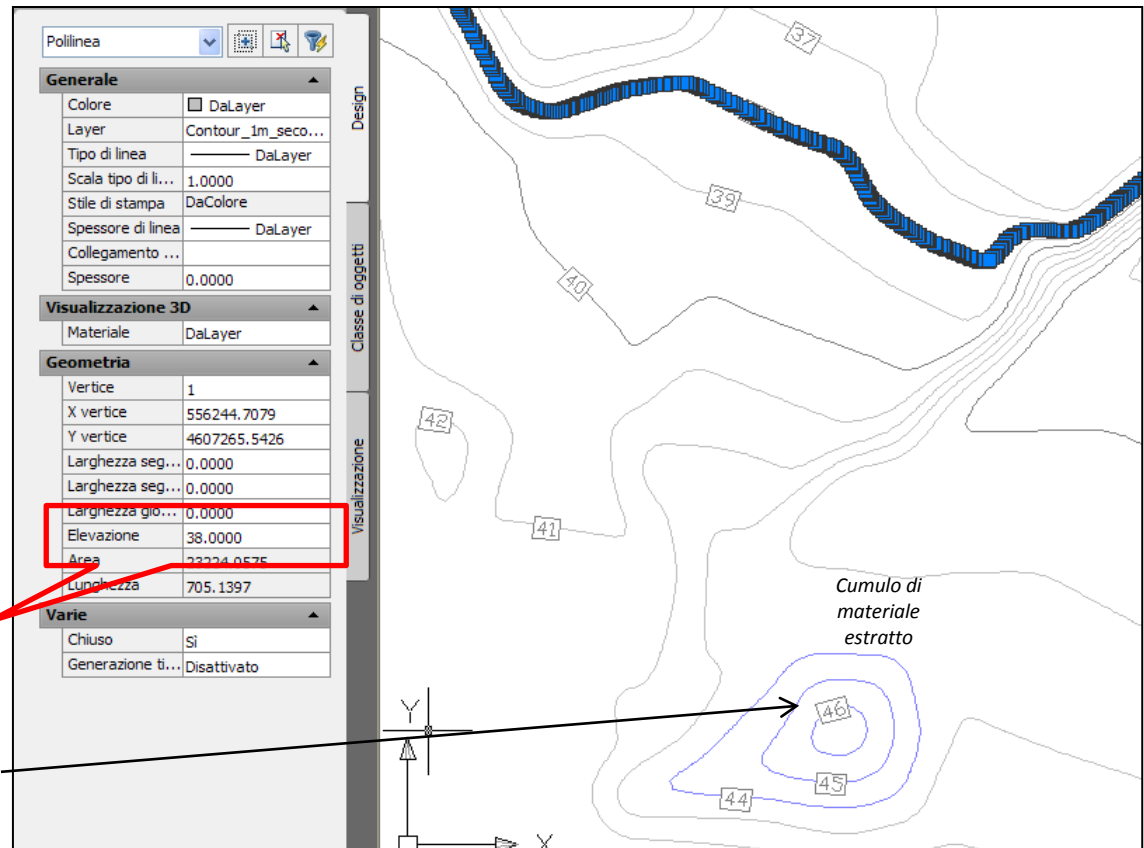 Polilinea
Generale
Colore DaLayer
Layer Contour_1m_seco...
Tipo di linea DaLayer
Scala tipo di li... 1.0000
Stile di stampa DaColore
Spessore di linea DaLayer
Collegamento ...
Spessore 0.0000
Visualizzazione 3D
Materiale DaLayer
Geometria
Vertice 1
X vertice 556244.7079
Y vertice 4607265.5426
Larghezza seg... 0.0000
Larghezza seg... 0.0000
Larghezza glo... 0.0000
Elevazione 38.0000
Area 23224.0575
Lunghezza 705.1397
Varie
Chiuso Sì
Generazione ti... Disattivato
Design
Classe di oggetti
Visualizzazione
37
39
40
42
41
Cumulo di
materiale
estratto
46
45
44
Y
X